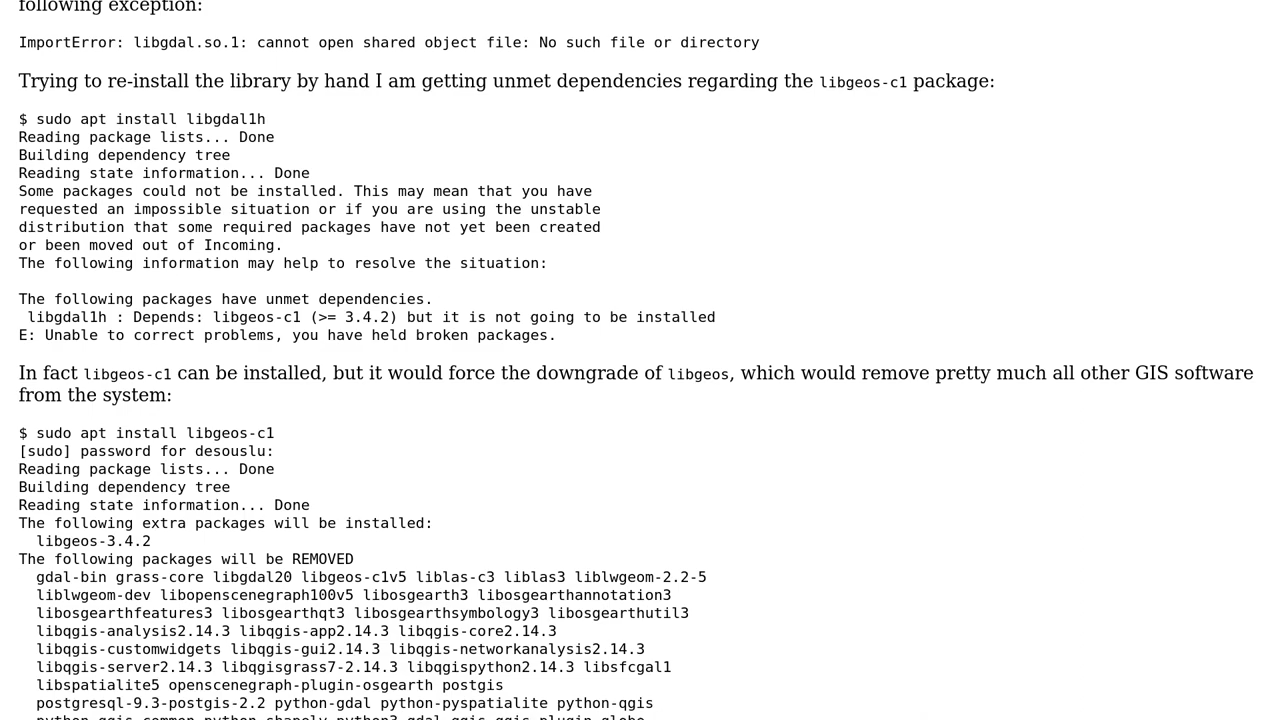 following exception:
ImportError: libgdal.so.1: cannot open shared object file: No such file or directory
Trying to re-install the library by hand I am getting unmet dependencies regarding the libgeos-c1 package:
$ sudo apt install libgdal1h
Reading package lists... Done
Building dependency tree
Reading state information... Done
Some packages could not be installed. This may mean that you have
requested an impossible situation or if you are using the unstable
distribution that some required packages have not yet been created
or been moved out of Incoming.
The following information may help to resolve the situation:
The following packages have unmet dependencies.
libgdal1h : Depends: libgeos-c1 (>= 3.4.2) but it is not going to be installed
E: Unable to correct problems, you have held broken packages.
In fact libgeos-c1 can be installed, but it would force the downgrade of libgeos, which would remove pretty much all other GIS software
from the system:
$ sudo apt install libgeos-c1
[sudo] password for desouslu:
Reading package lists... Done
Building dependency tree
Reading state information... Done
The following extra packages will be installed:
libgeos-3.4.2
The following packages will be REMOVED
gdal-bin grass-core libgdal20 libgeos-c1v5 liblas-c3 liblas3 liblwgeom-2.2-5
liblwgeom-dev libopenscenegraph100v5 libosgearth3 libosgearthannotation3
libosgearthfeatures3 libosgearthqt3 libosgearthsymbology3 libosgearthutil3
libqgis-analysis2.14.3 libqgis-app2.14.3 libqgis-core2.14.3
libqgis-customwidgets libqgis-gui2.14.3 libqgis-networkanalysis2.14.3
libqgis-server2.14.3 libqgisgrass7-2.14.3 libqgispython2.14.3 libsfcgal1
libspatialite5 openscenegraph-plugin-osgearth postgis
postgresql-9.3-postgis-2.2 python-gdal python-pyspatialite python-qgis
python-qgis-common python-shapely python3-gdal qgis qgis-plugin-globe